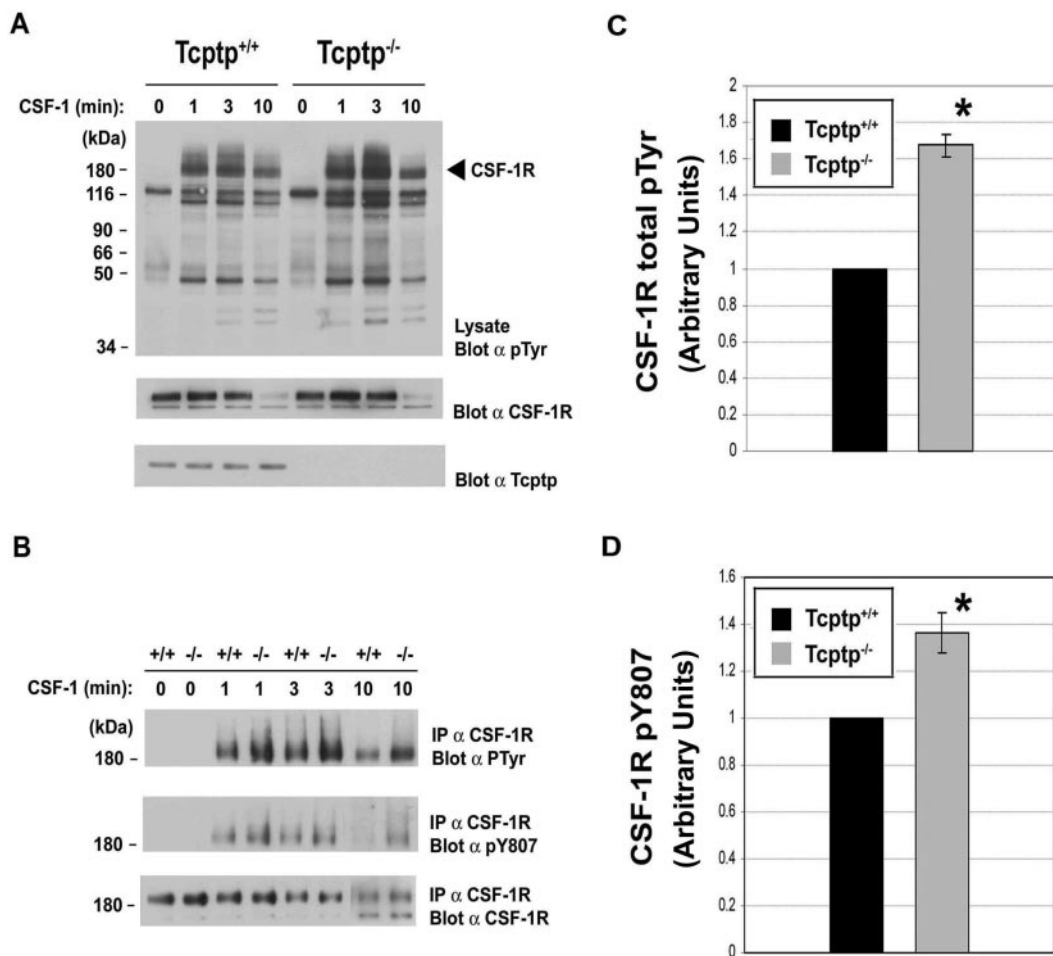 A
Tcptp+/+ Tcptp-/-
CSF-1 (min): 0 1 3 10 0 1 3 10
(kDa)
180 –
116 –
90 –
66 –
50 –
34 –
CSF-1R
Lysate
Blot α pTyr
Blot α CSF-1R
Blot α Tcptp
B
+/+ -/- +/+ -/- +/+ -/- +/+ -/-
CSF-1 (min): 0 0 1 1 3 3 10 10
(kDa)
180 –
IP α CSF-1R
Blot α PTyr
180 –
IP α CSF-1R
Blot α pY807
180 –
IP α CSF-1R
Blot α CSF-1R
C
CSF-1R total pTyr
(Arbitrary Units)
2
1.8
1.6
1.4
1.2
1
0.8
0.6
0.4
0.2
0
Tcptp+/+
Tcptp-/-
*
D
CSF-1R pY807
(Arbitrary Units)
1.6
1.4
1.2
1
0.8
0.6
0.4
0.2
0
Tcptp+/+
Tcptp-/-
*